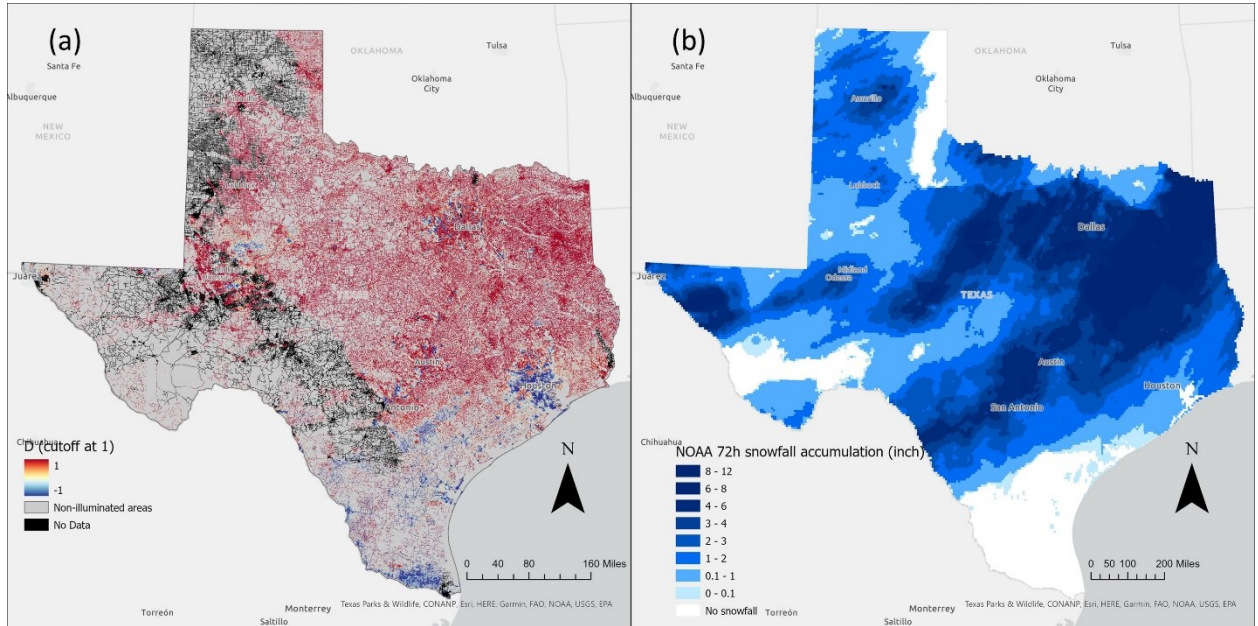 (a)
OKLAHOMA
Tulsa
Santa Fe
Oklahoma
City
Albuquerque
NEW
MEXICO
Lubbock
Dallas
Juárez
TEXAS
Austin
Houston
San Antonio
Chihuahua
D (cutoff at 1)
1
-1
Non-illuminated areas
No Data
N
0 40 80 160 Miles
Texas Parks & Wildlife, CONANP, Esri, HERE, Garmin, FAO, NOAA, USGS, EPA
Torreón
Monterrey
Saltillo
(b)
OKLAHOMA
Tulsa
Santa Fe
Oklahoma
City
Albuquerque
Amarillo
NEW
MEXICO
Lubbock
Dallas
Juárez
Midland
Odessa
TEXAS
Austin
Houston
San Antonio
Chihuahua
NOAA 72h snowfall accumulation (inch)
8 - 12
6 - 8
4 - 6
3 - 4
2 - 3
1 - 2
0.1 - 1
0 - 0.1
No snowfall
N
0 50 100 200 Miles
Texas Parks & Wildlife, CONANP, Esri, HERE, Garmin, FAO, NOAA, USGS, EPA
Torreón
Monterrey
Saltillo